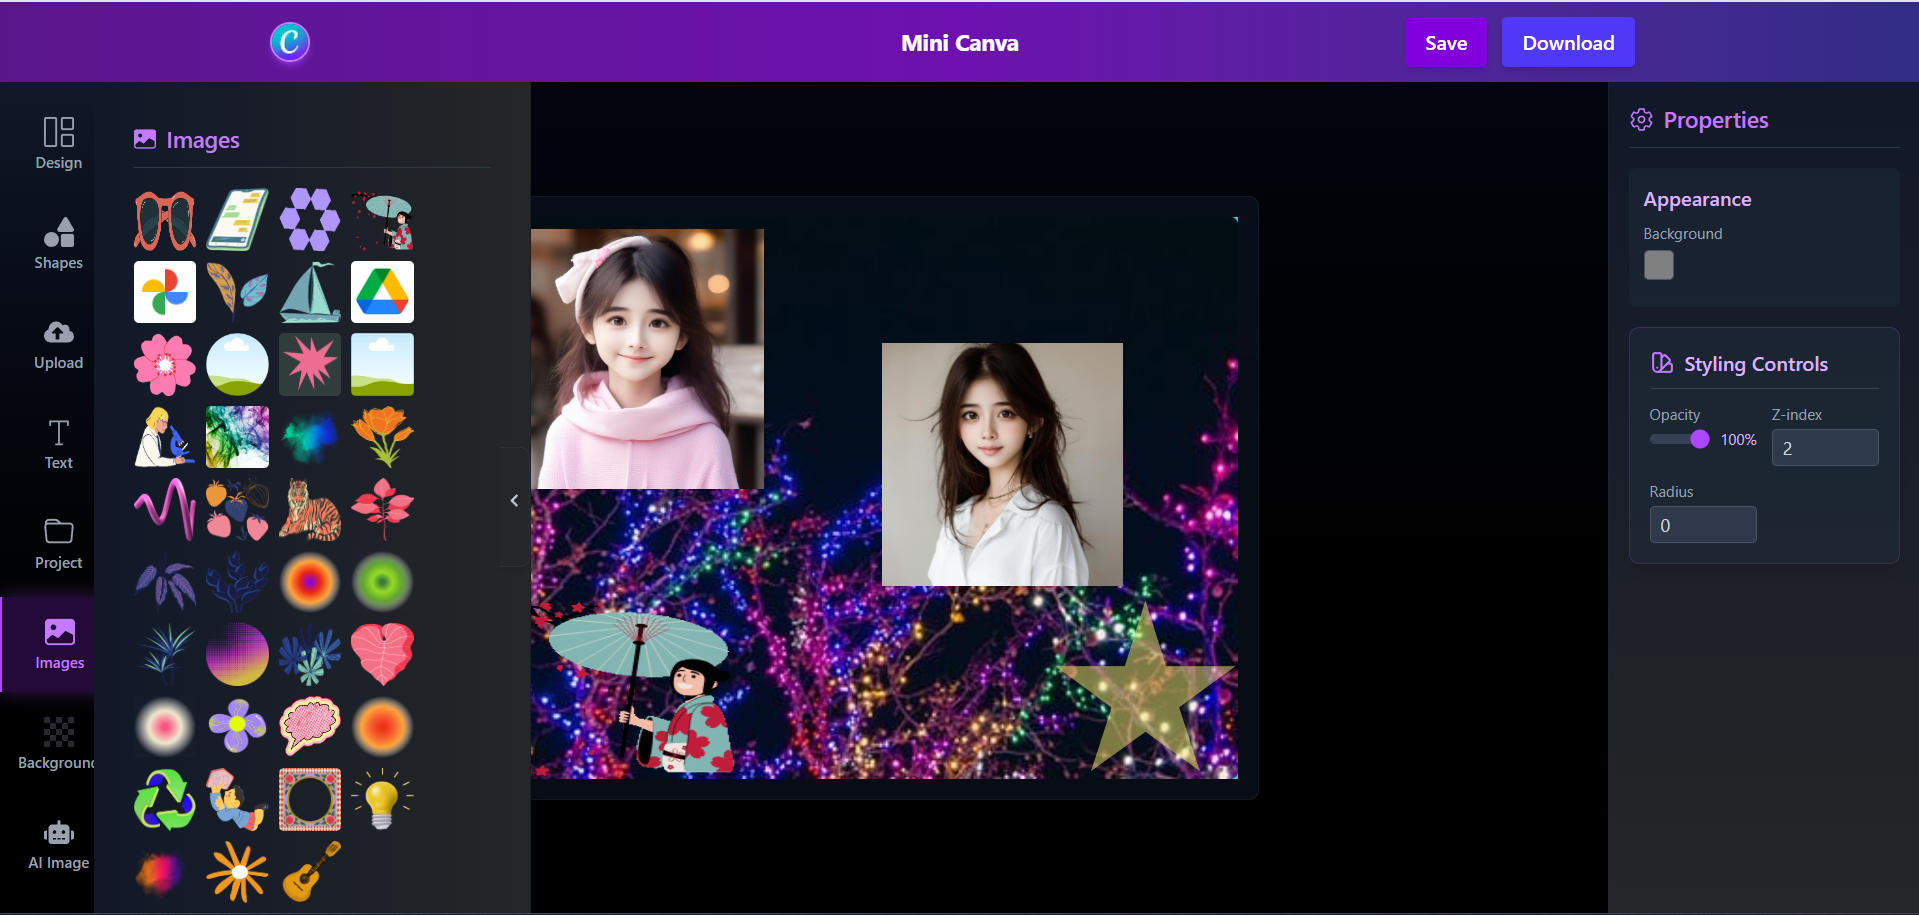 C
Mini Canva
Save
Download
Design
Shapes
Upload
Text
Project
Images
Background
AI Image
Images
Properties
Appearance
Background
Styling Controls
Opacity
Z-index
100%
2
Radius
0